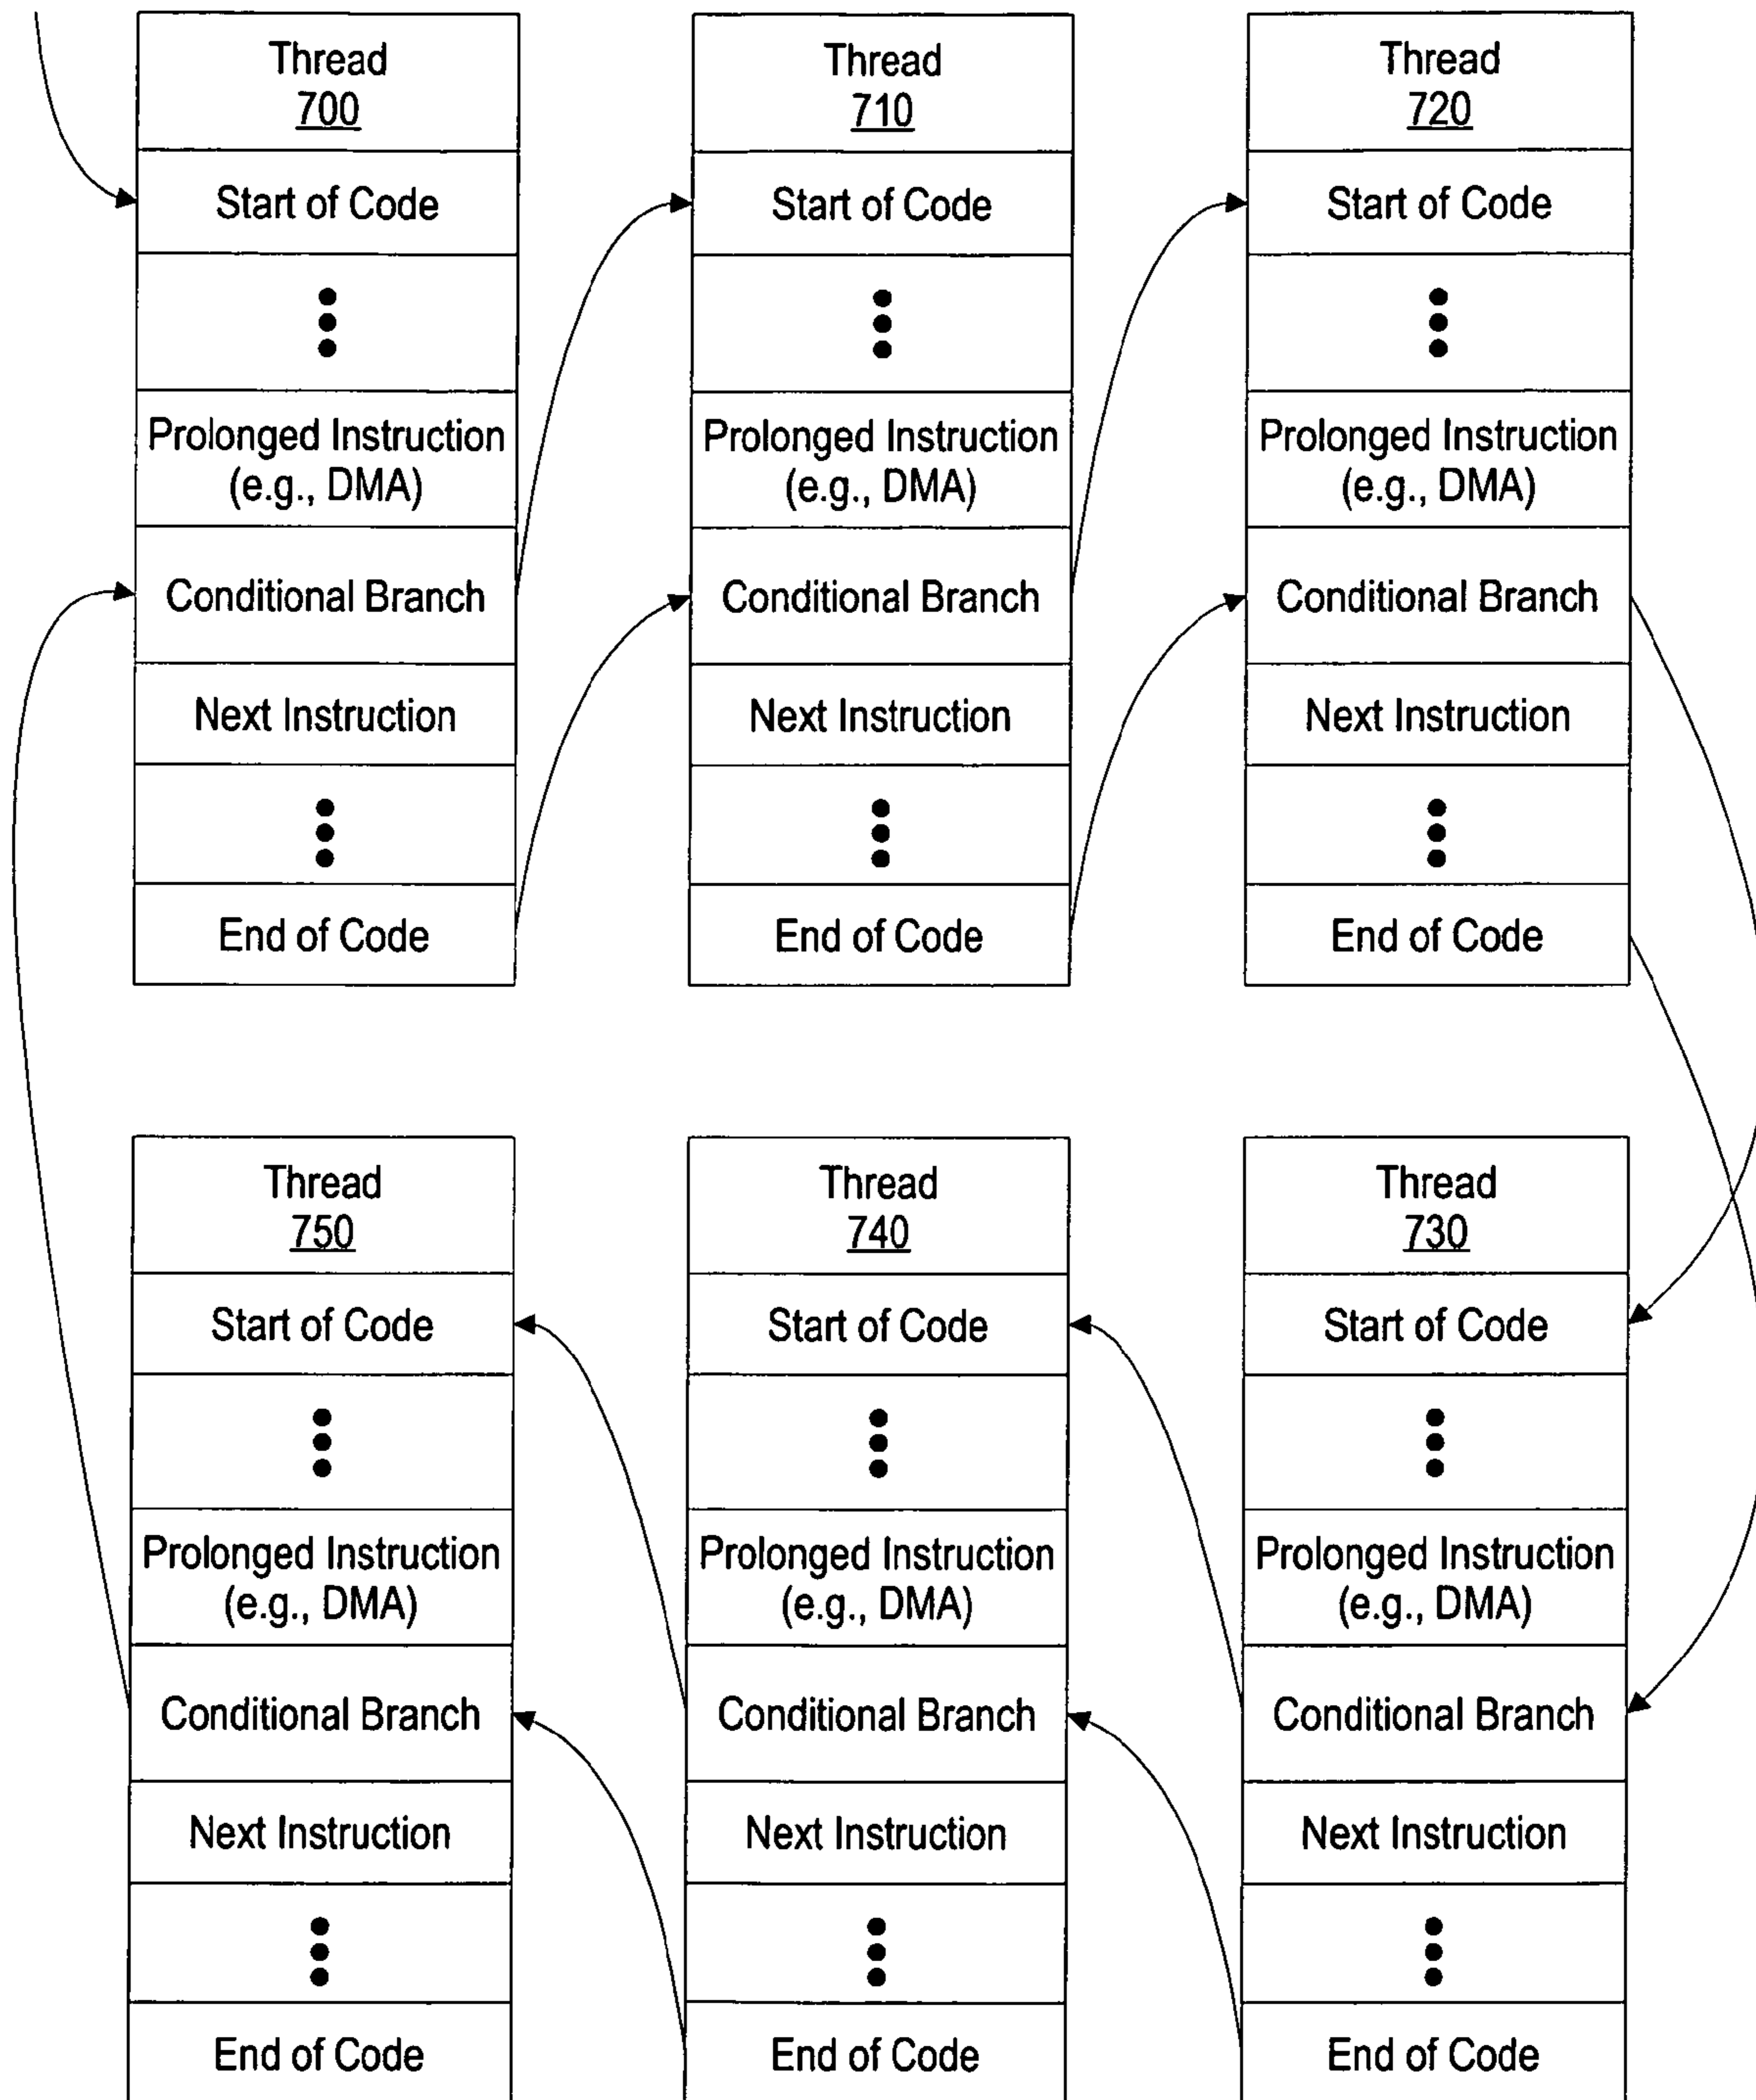 Thread
700
Start of Code
Prolonged Instruction
(e.g., DMA)
Conditional Branch
Next Instruction
End of Code
Thread
710
Start of Code
Prolonged Instruction
(e.g., DMA)
Conditional Branch
Next Instruction
End of Code
Thread
720
Start of Code
Prolonged Instruction
(e.g., DMA)
Conditional Branch
Next Instruction
End of Code
Thread
750
Start of Code
Prolonged Instruction
(e.g., DMA)
Conditional Branch
Next Instruction
End of Code
Thread
740
Start of Code
Prolonged Instruction
(e.g., DMA)
Conditional Branch
Next Instruction
End of Code
Thread
730
Start of Code
Prolonged Instruction
(e.g., DMA)
Conditional Branch
Next Instruction
End of Code